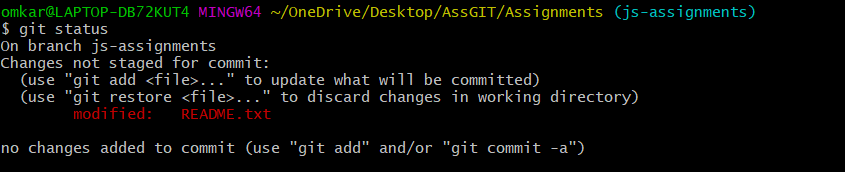 omkar@LAPTOP-DB72KUT4 MINGW64 ~/OneDrive/Desktop/AssGIT/Assignments (js-assignments)
$ git status
On branch js-assignments
Changes not staged for commit:
  (use "git add <file>..." to update what will be committed)
  (use "git restore <file>..." to discard changes in working directory)
        modified:   README.txt

no changes added to commit (use "git add" and/or "git commit -a")